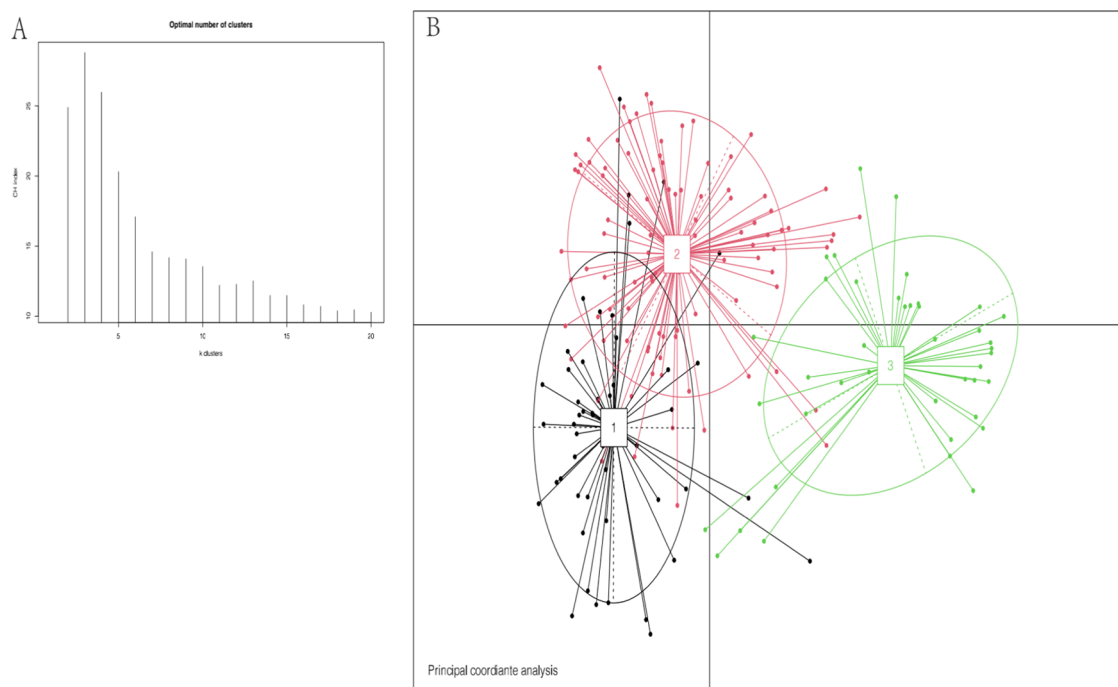 A
Optimal number of clusters
CH index
25
20
15
10
5
10
15
20
k clusters
B
2
3
1
Principal coordiante analysis